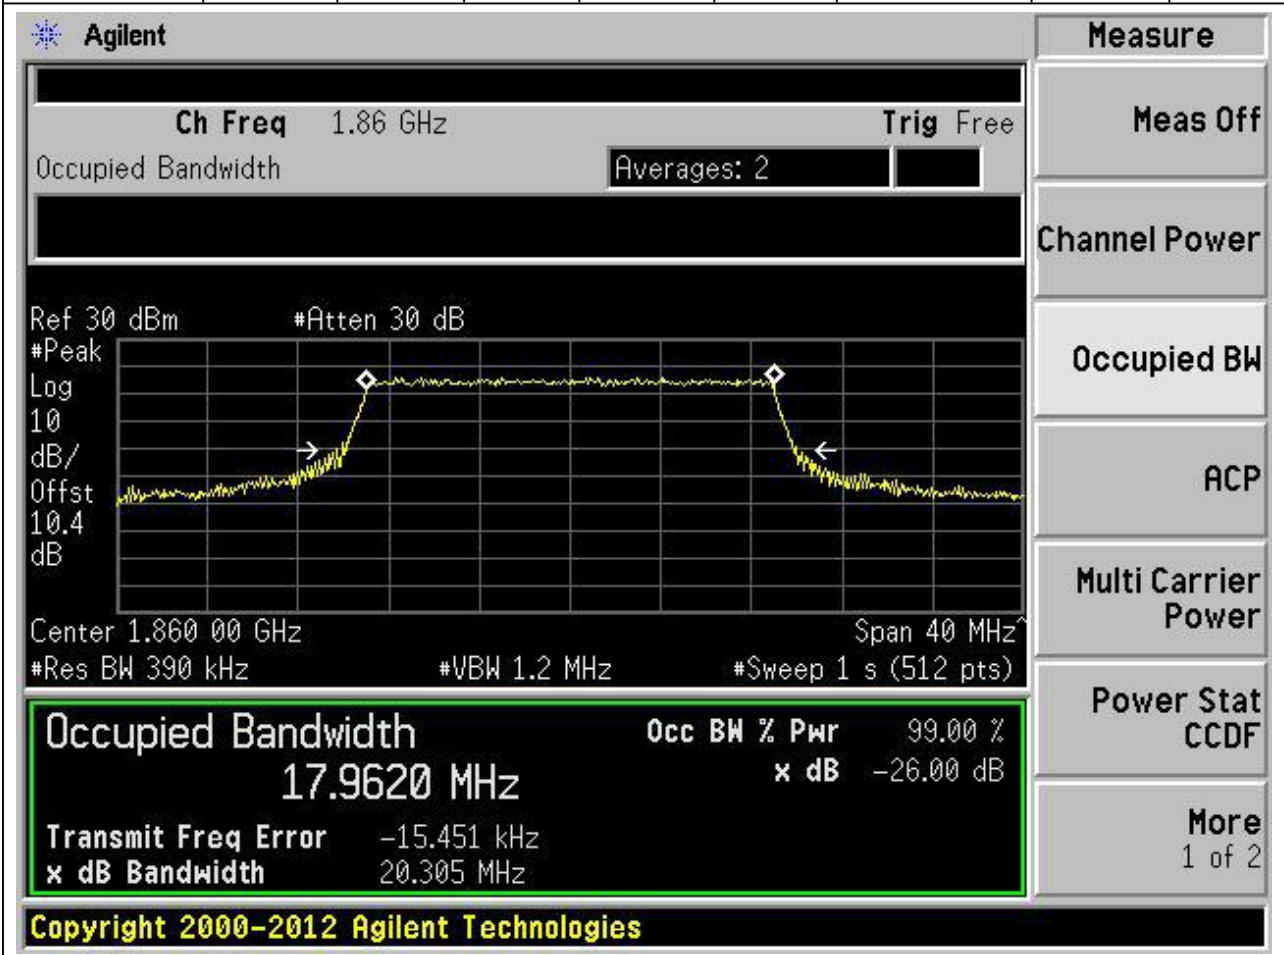 Agilent
Measure
Ch Freq 1.86 GHz Trig Free
Occupied Bandwidth Averages: 2
Meas Off
Channel Power
Occupied BW
ACP
Multi Carrier
Power
Power Stat
CCDF
More
1 of 2
Ref 30 dBm #Atten 30 dB
#Peak
Log
10
dB/
Offst
10.4
dB
Center 1.860 00 GHz Span 40 MHz^
#Res BW 390 kHz #VBW 1.2 MHz #Sweep 1 s (512 pts)
Occupied Bandwidth Occ BW % Pwr 99.00 %
17.9620 MHz x dB -26.00 dB
Transmit Freq Error -15.451 kHz
x dB Bandwidth 20.305 MHz
Copyright 2000-2012 Agilent Technologies